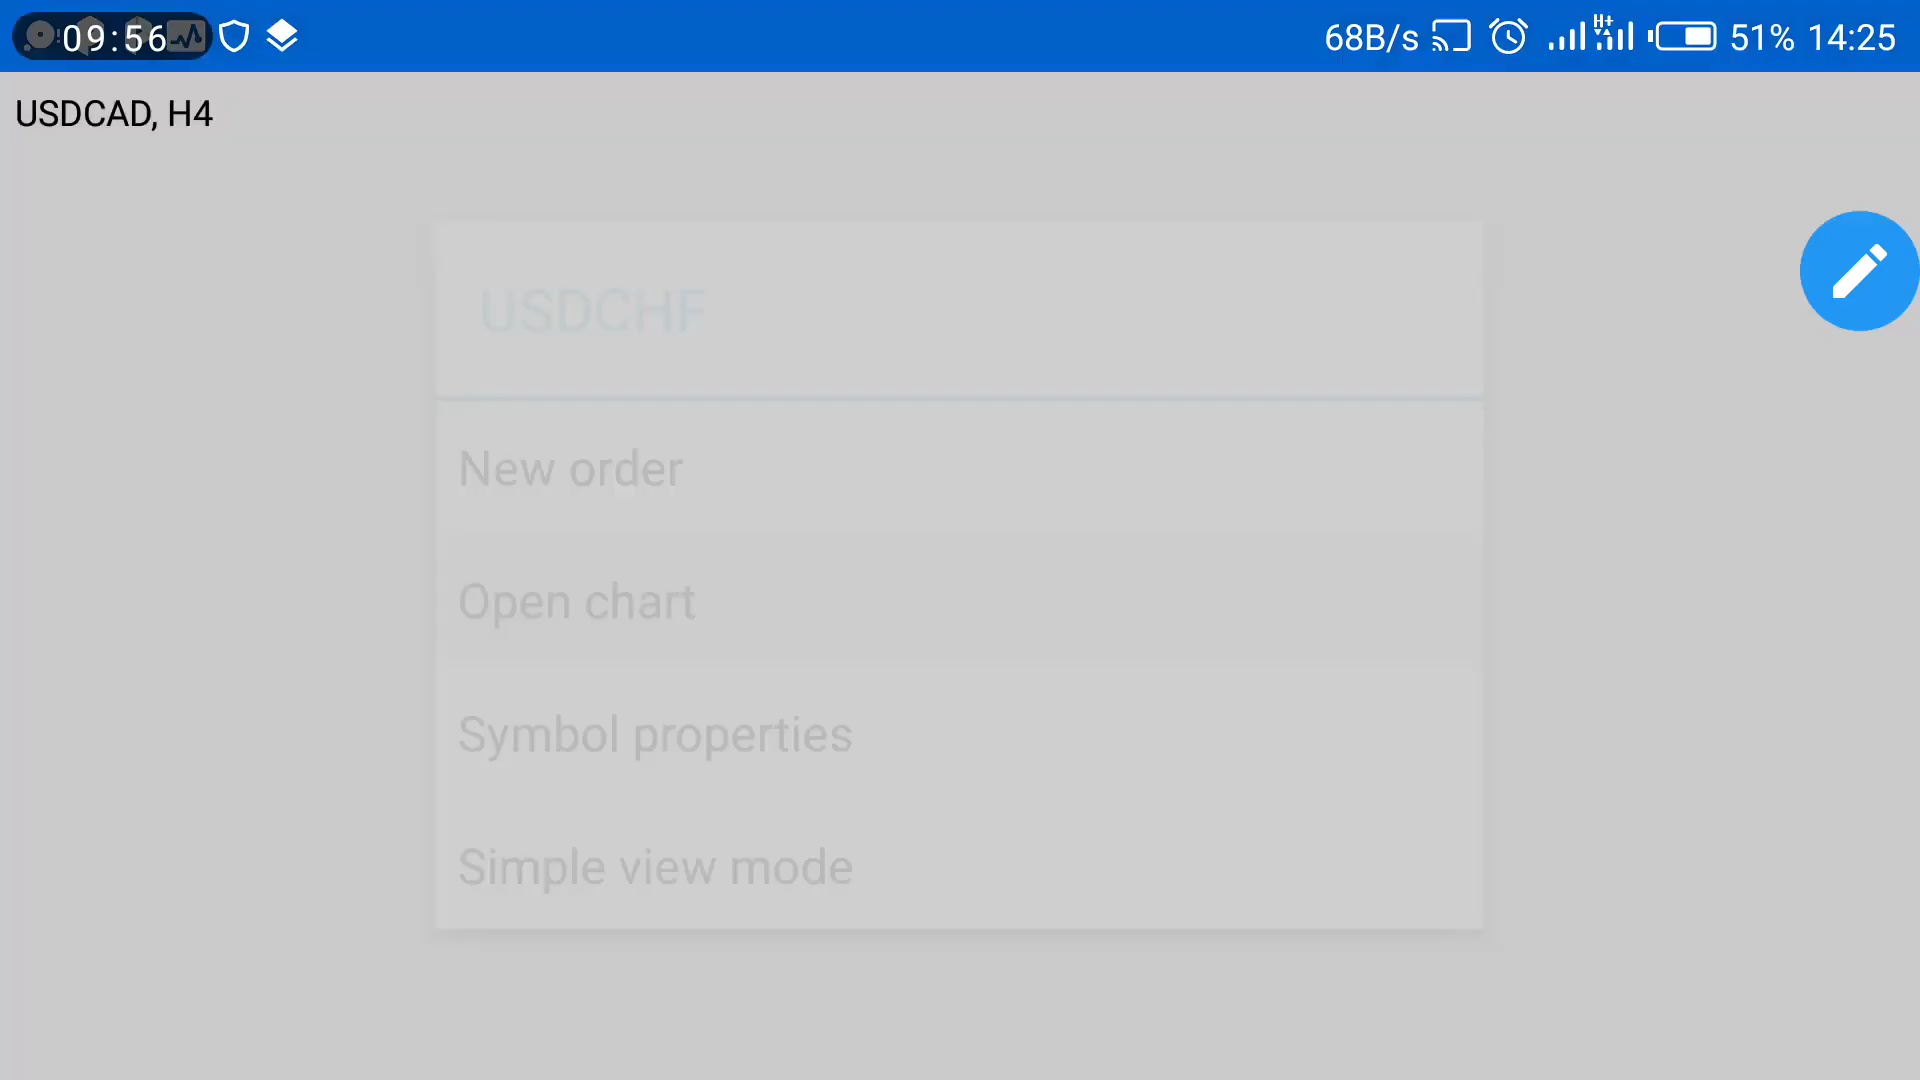 09:56
68B/s H+ 51% 14:25
USDCAD, H4
USDCHF
New order
Open chart
Symbol properties
Simple view mode